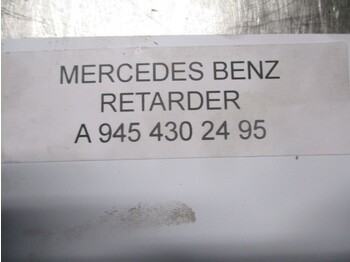 MERCEDES BENZ
RETARDER
A 945 430 24 95